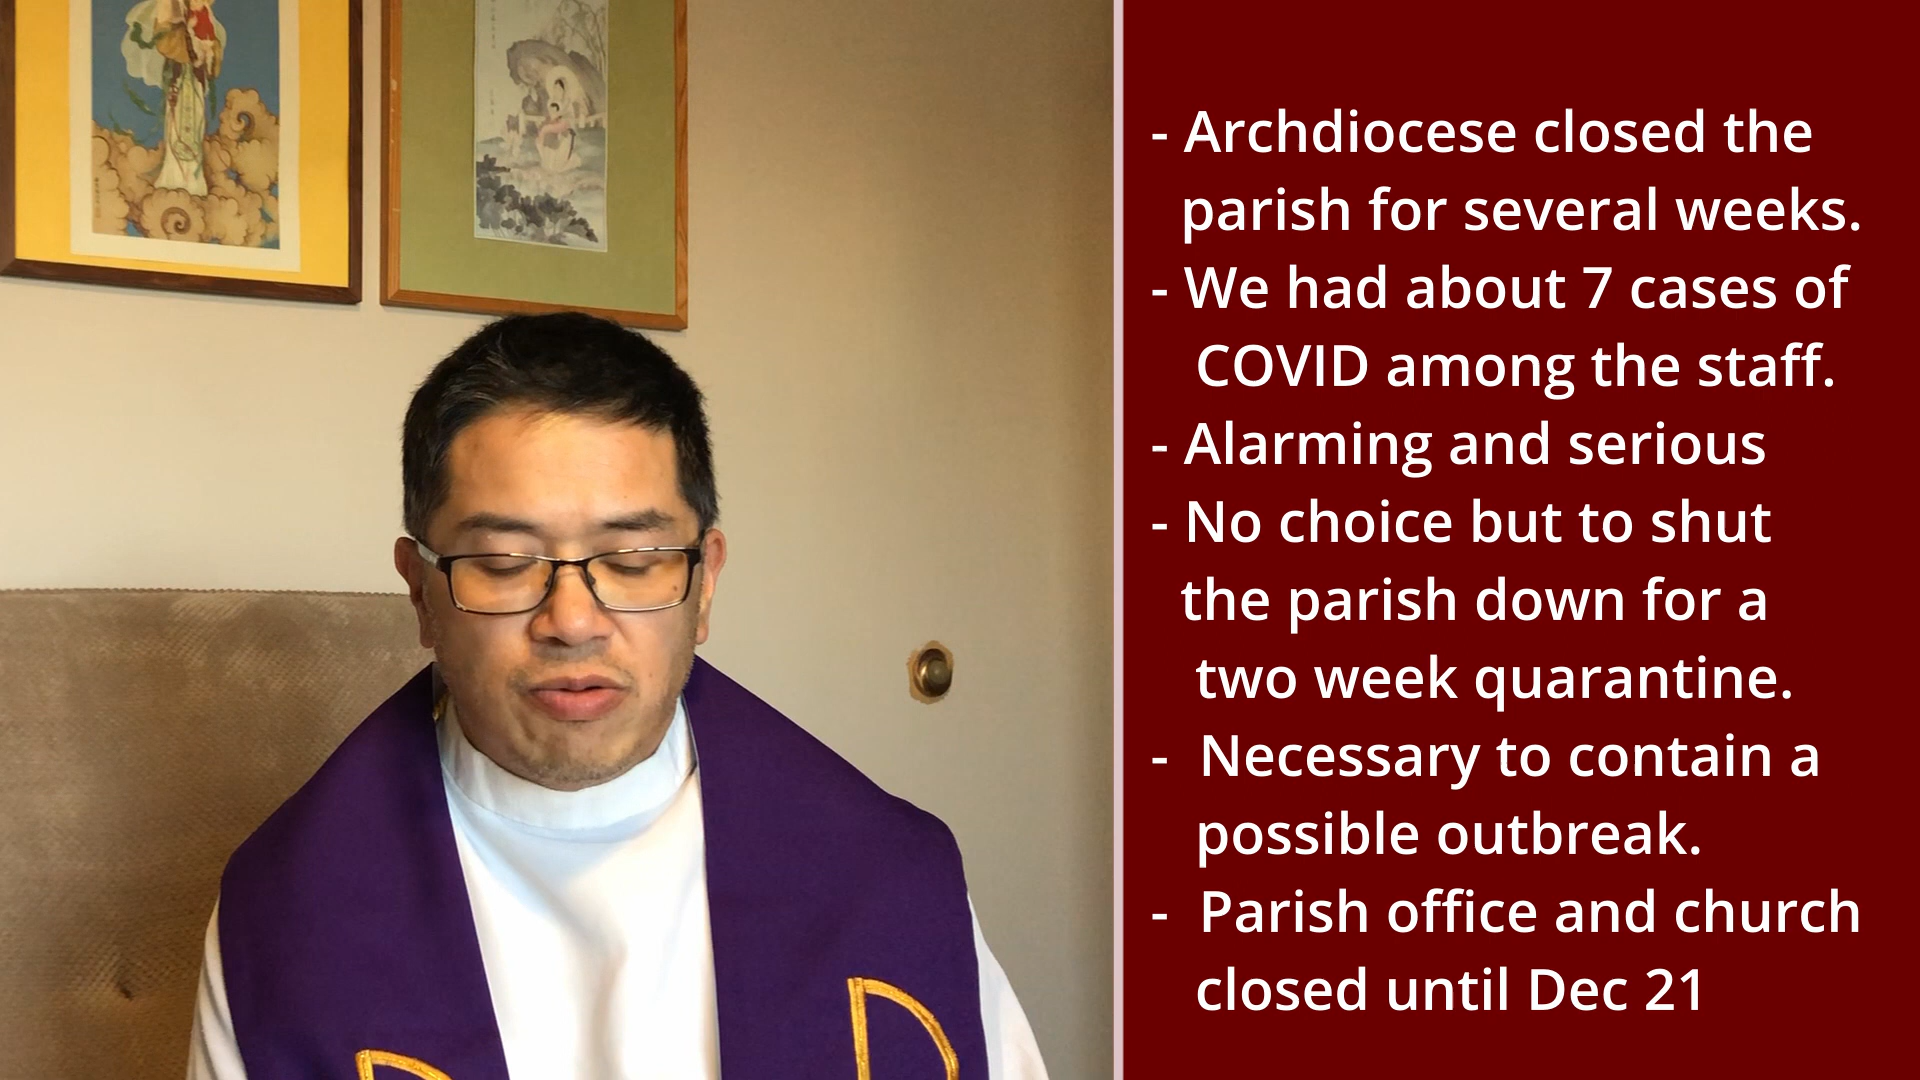 - Archdiocese closed the
parish for several weeks.
- We had about 7 cases of
COVID among the staff.
- Alarming and serious
- No choice but to shut
the parish down for a
two week quarantine.
- Necessary to contain a
possible outbreak.
- Parish office and church
closed until Dec 21